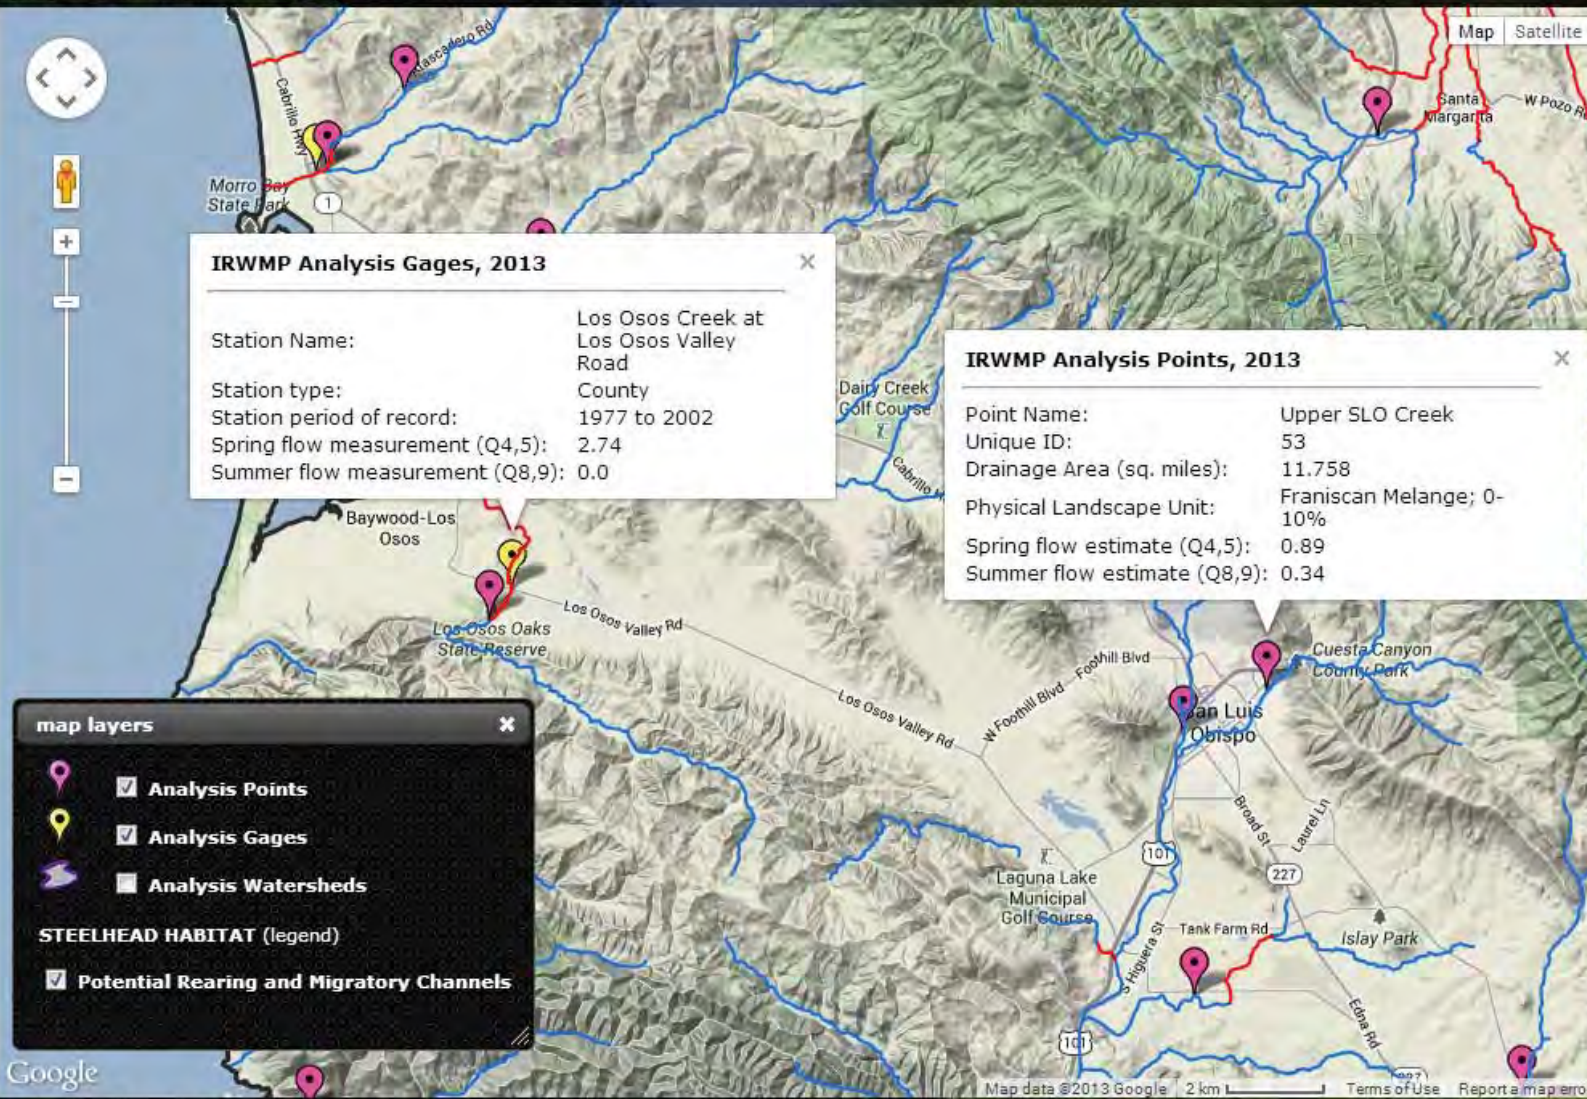 Atascadero Rd
Cabrillo Hwy
Morro Bay
State Park
1
Map
Satellite
Santa
Margarita
W Pozo
IRWMP Analysis Gages, 2013
Station Name:
Los Osos Creek at
Los Osos Valley
Road
Station type:
County
Station period of record:
1977 to 2002
Spring flow measurement (Q4,5):
2.74
Summer flow measurement (Q8,9):
0.0
Dairy Creek
Golf Course
Cabrillo
IRWMP Analysis Points, 2013
Point Name:
Upper SLO Creek
Unique ID:
53
Drainage Area (sq. miles):
11.758
Physical Landscape Unit:
Franiscan Melange; 0-
10%
Spring flow estimate (Q4,5):
0.89
Summer flow estimate (Q8,9):
0.34
Baywood-Los
Osos
Los Osos Valley Rd
Los Osos Oaks
State Reserve
Foothill Blvd
W Foothill Blvd
Los Osos Valley Rd
Cuesta Canyon
County Park
San Luis
Obispo
Broad St
Laurel Ln
101
227
Laguna Lake
Municipal
Golf Course
Tank Farm Rd
Islay Park
S Higuera St
Edna Rd
101
227
map layers
Analysis Points
Analysis Gages
Analysis Watersheds
STEELHEAD HABITAT (legend)
Potential Rearing and Migratory Channels
Google
Map data ©2013 Google
2 km
Terms of Use
Report a map erro